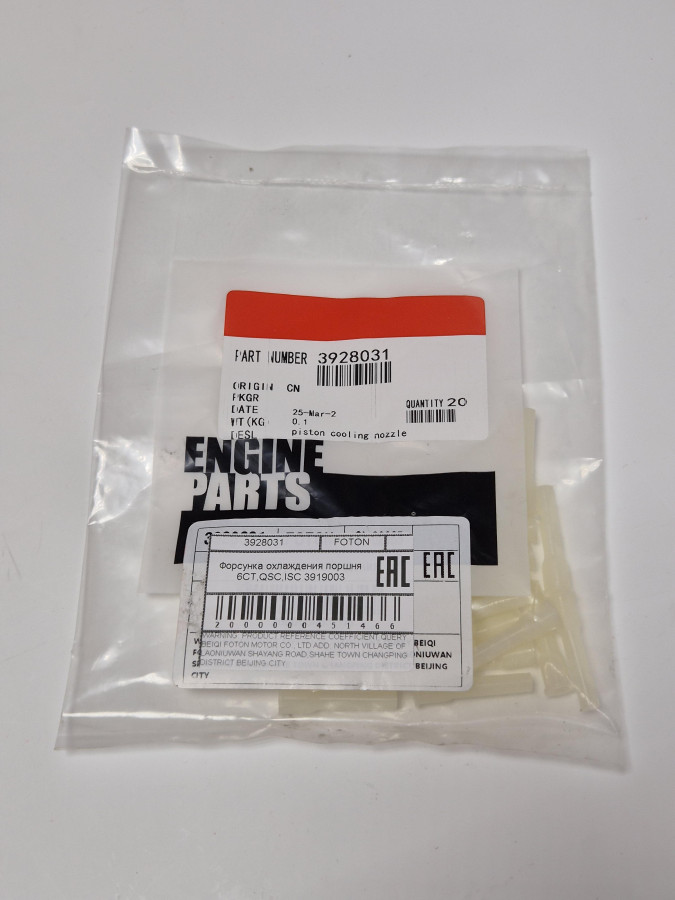 PART NUMBER 3928031
ORIGIN CN
PKGR
DATE 25-Mar-2
QUANTITY 20
WT(KG) 0.1
piston cooling nozzle
ENGINE
PARTS
3928031 FOTON
Форсунка охлаждения поршня
6CT,QSC,ISC 3919003
EAC EAC
2000000451466
WARNING: PRODUCT REFERENCE COEFFICIENT QUERY
BEIQI FOTON MOTOR CO., LTD ADD: NORTH VILLAGE OF BEIQI
LAONIUWAN SHAYANG ROAD SHAHE TOWN CHANGPING ONIUWAN
DISTRICT BEIJING CITY BEIJING
CITY